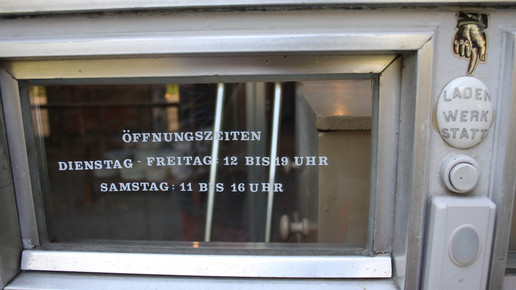 ÖFFNUNGSZEITEN
DIENSTAG - FREITAG: 12 BIS 19 UHR
SAMSTAG: 11 BIS 16 UHR
LADEN
WERK
STATT